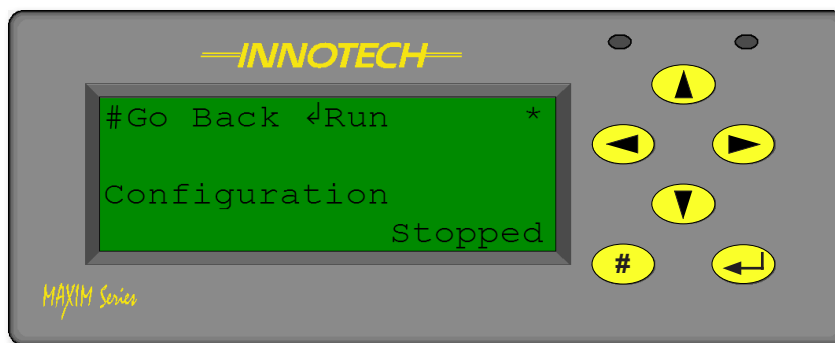 INNOTECH
#Go Back ↲Run *
Configuration
Stopped
#
MAXIM Series